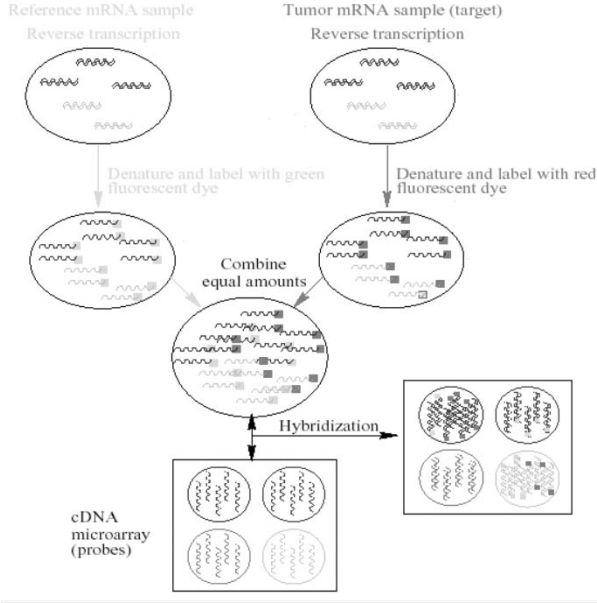 Reference mRNA sample
Reverse transcription
Tumor mRNA sample (target)
Reverse transcription
Denature and label with green
fluorescent dye
Denature and label with red
fluorescent dye
Combine
equal amounts
Hybridization
cDNA
microarray
(probes)